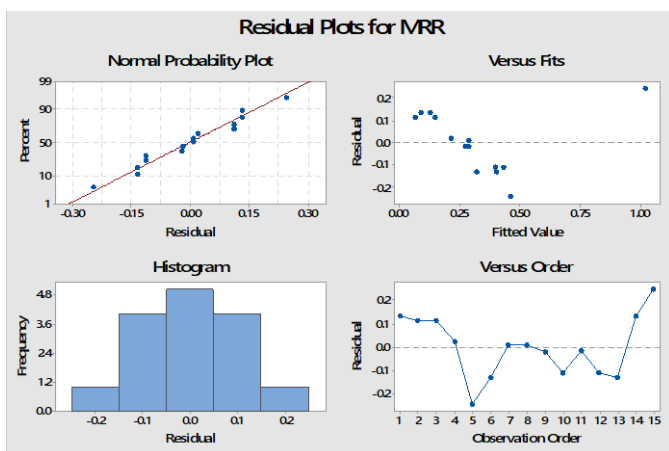 Residual Plots for MRR
Normal Probability Plot
99
90
50
10
1
Percent
-0.30 -0.15 0.00 0.15 0.30
Residual
Versus Fits
0.2
0.1
0.0
-0.1
-0.2
Residual
0.00 0.25 0.50 0.75 1.00
Fitted Value
Histogram
4.8
3.6
2.4
1.2
0.0
Frequency
-0.2 -0.1 0.0 0.1 0.2
Residual
Versus Order
0.2
0.1
0.0
-0.1
-0.2
Residual
1 2 3 4 5 6 7 8 9 10 11 12 13 14 15
Observation Order